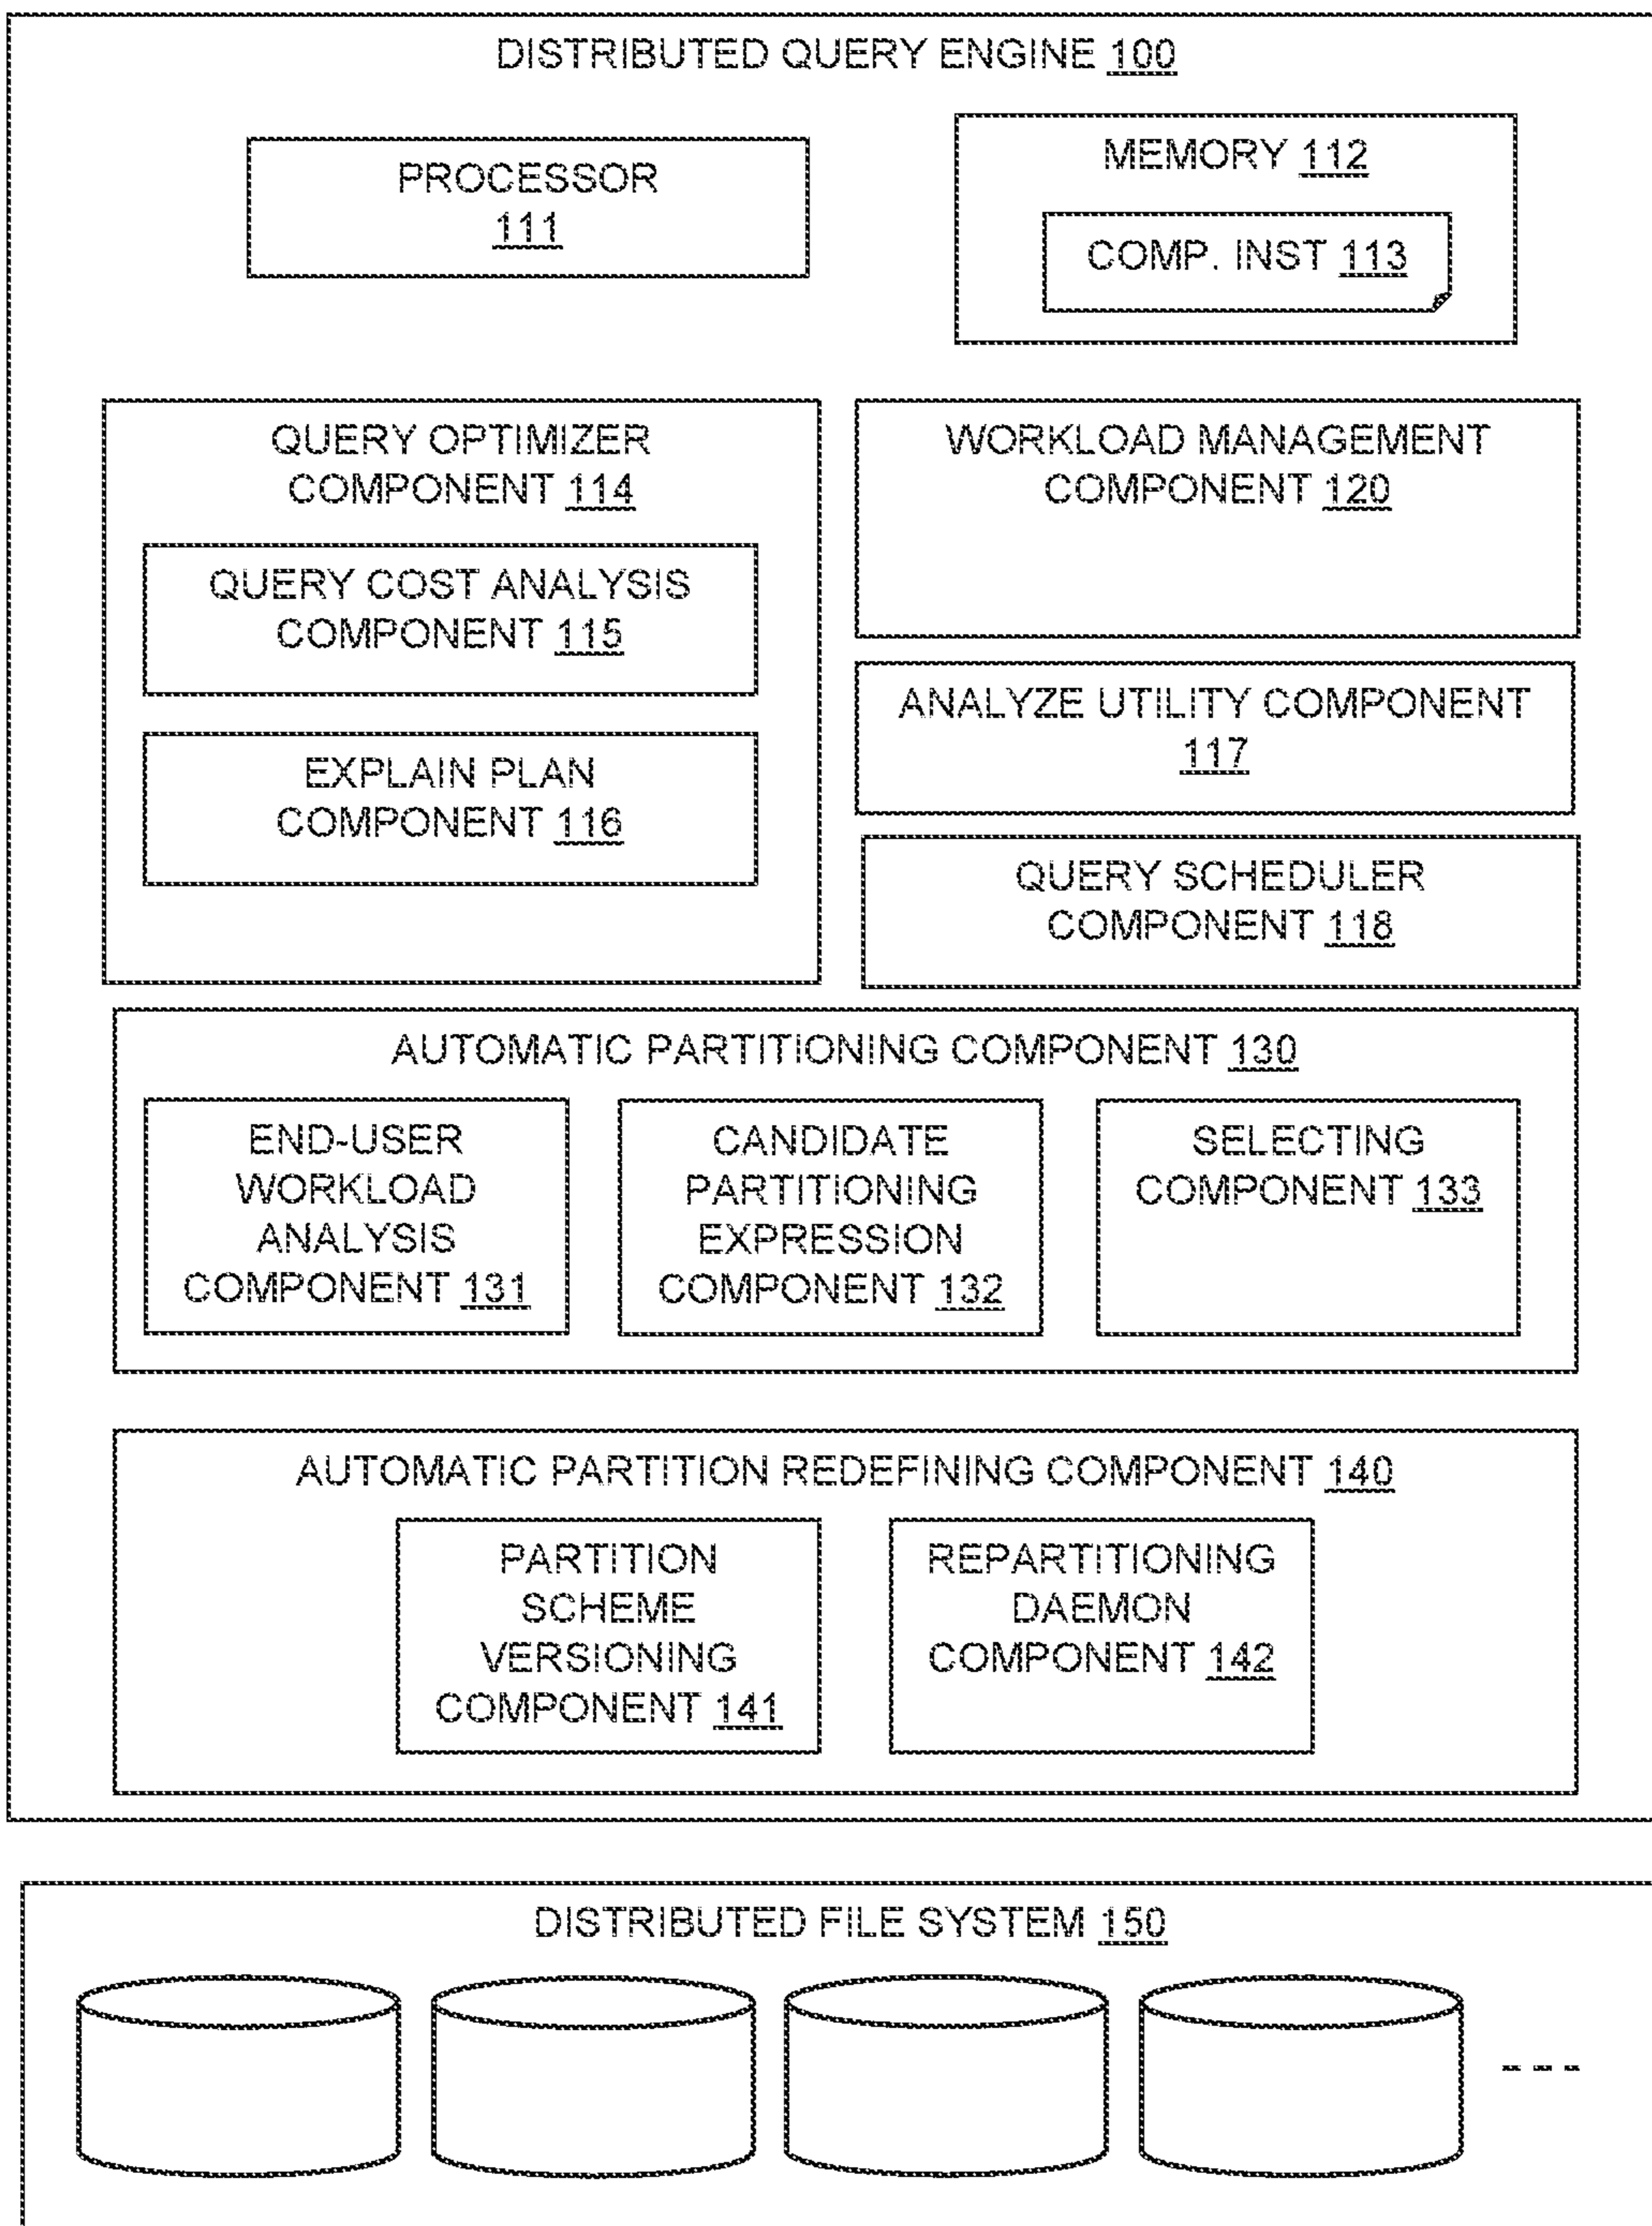 DISTRIBUTED QUERY ENGINE 100
PROCESSOR
111
MEMORY 112
COMP. INST 113
QUERY OPTIMIZER
COMPONENT 114
QUERY COST ANALYSIS
COMPONENT 115
EXPLAIN PLAN
COMPONENT 116
WORKLOAD MANAGEMENT
COMPONENT 120
ANALYZE UTILITY COMPONENT
117
QUERY SCHEDULER
COMPONENT 118
AUTOMATIC PARTITIONING COMPONENT 130
END-USER
WORKLOAD
ANALYSIS
COMPONENT 131
CANDIDATE
PARTITIONING
EXPRESSION
COMPONENT 132
SELECTING
COMPONENT 133
AUTOMATIC PARTITION REDEFINING COMPONENT 140
PARTITION
SCHEME
VERSIONING
COMPONENT 141
REPARTITIONING
DAEMON
COMPONENT 142
DISTRIBUTED FILE SYSTEM 150